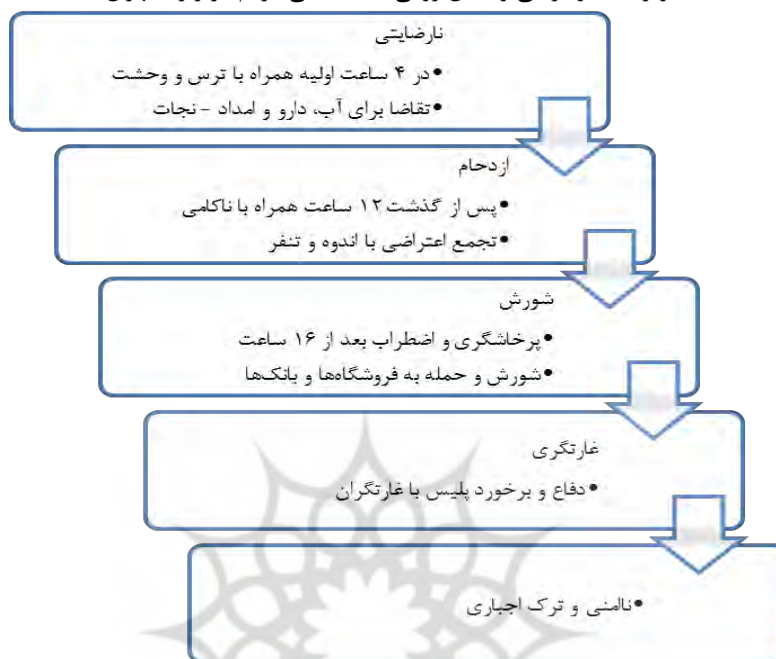 نارضایتی
•در ۴ ساعت اولیه همراه با ترس و وحشت
•تقاضا برای آب، دارو و امداد - نجات
ازدحام
•پس از گذشت ۱۲ ساعت همراه با ناکامی
•تجمع اعتراضی با اندوه و تنفر
شورش
•پرخاشگری و اضطراب بعد از ۱۶ ساعت
•شورش و حمله به فروشگاه‌ها و بانک‌ها
غارتگری
•دفاع و برخورد پلیس با غارتگران
•ناامنی و ترک اجباری